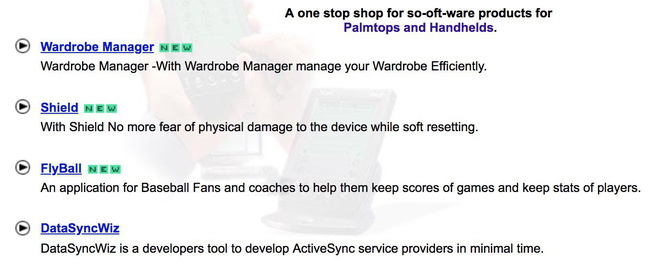 A one stop shop for so-oft-ware products for
Palmtops and Handhelds.
Wardrobe Manager NEW
Wardrobe Manager -With Wardrobe Manager manage your Wardrobe Efficiently.
Shield NEW
With Shield No more fear of physical damage to the device while soft resetting.
FlyBall NEW
An application for Baseball Fans and coaches to help them keep scores of games and keep stats of players.
DataSyncWiz
DataSyncWiz is a developers tool to develop ActiveSync service providers in minimal time.